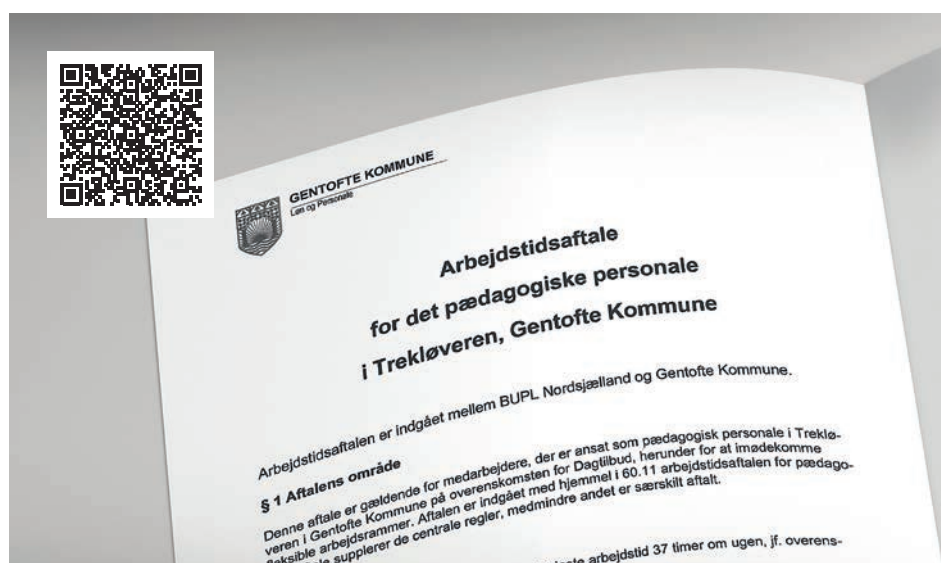 GENTOFTE KOMMUNE
Løn og Personale
Arbejdstidsaftale
for det pædagogiske personale
i Trekløveren, Gentofte Kommune
Arbejdstidsaftalen er indgået mellem BUPL Nordsjælland og Gentofte Kommune.
§ 1 Aftalens område
Denne aftale er gældende for medarbejdere, der er ansat som pædagogisk personale i Treklø-
veren i Gentofte Kommune på overenskomsten for Dagtilbud, herunder for at imødekomme
fleksible arbejdsrammer. Aftalen er indgået med hjemmel i 60.11 arbejdstidsaftalen for pædago-
supplerer de centrale regler, medmindre andet er særskilt aftalt.
arbejdstid 37 timer om ugen, jf. overens-